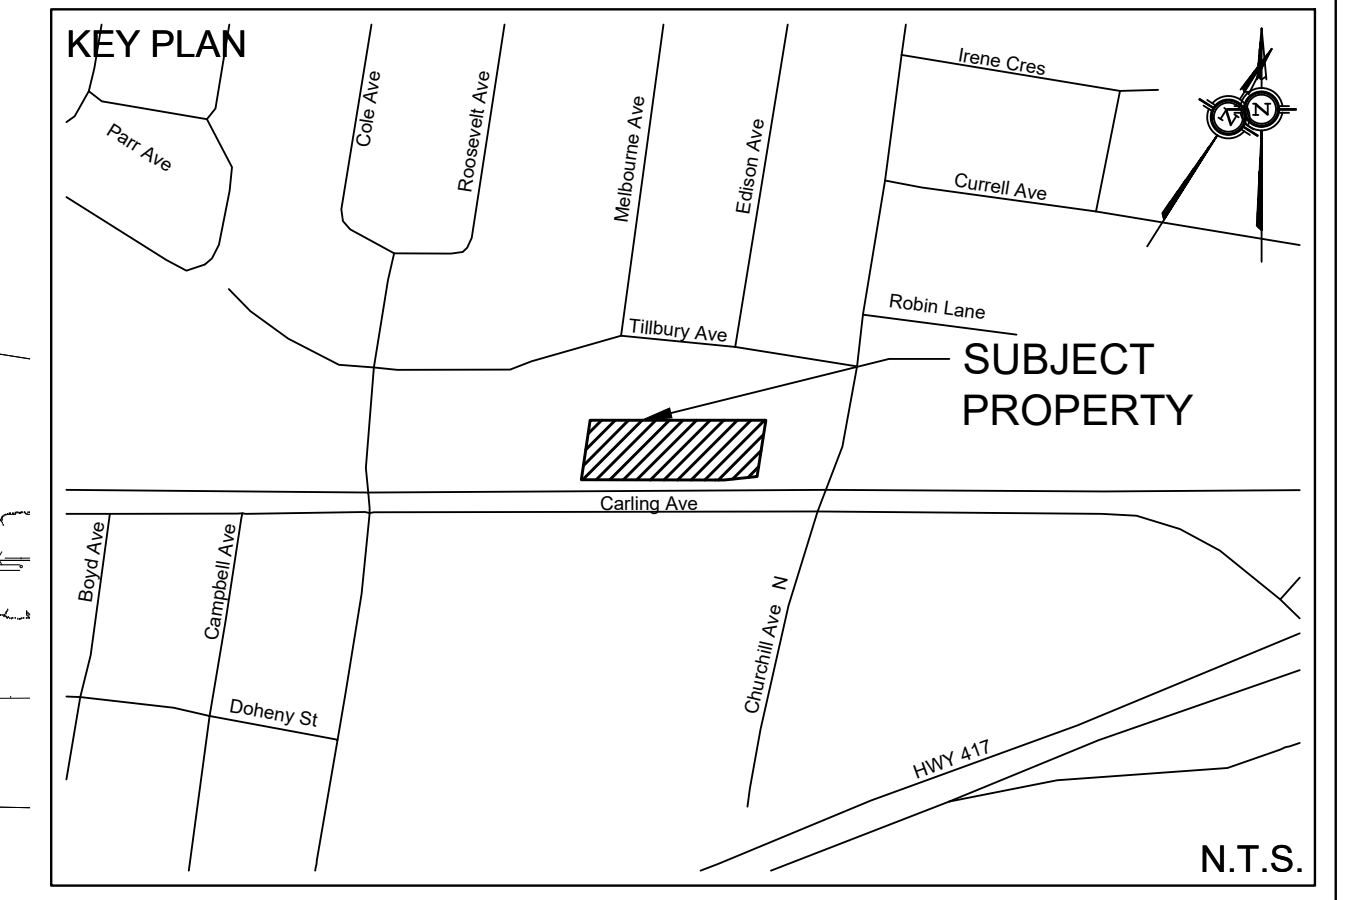 KEY PLAN
Irene Cres
Parr Ave
Cole Ave
Roosevelt Ave
Melbourne Ave
Edison Ave
N
N
Currell Ave
Robin Lane
Tillbury Ave
SUBJECT
PROPERTY
Carling Ave
Boyd Ave
Campbell Ave
Churchill Ave N
Doheny St
HWY 417
N.T.S.